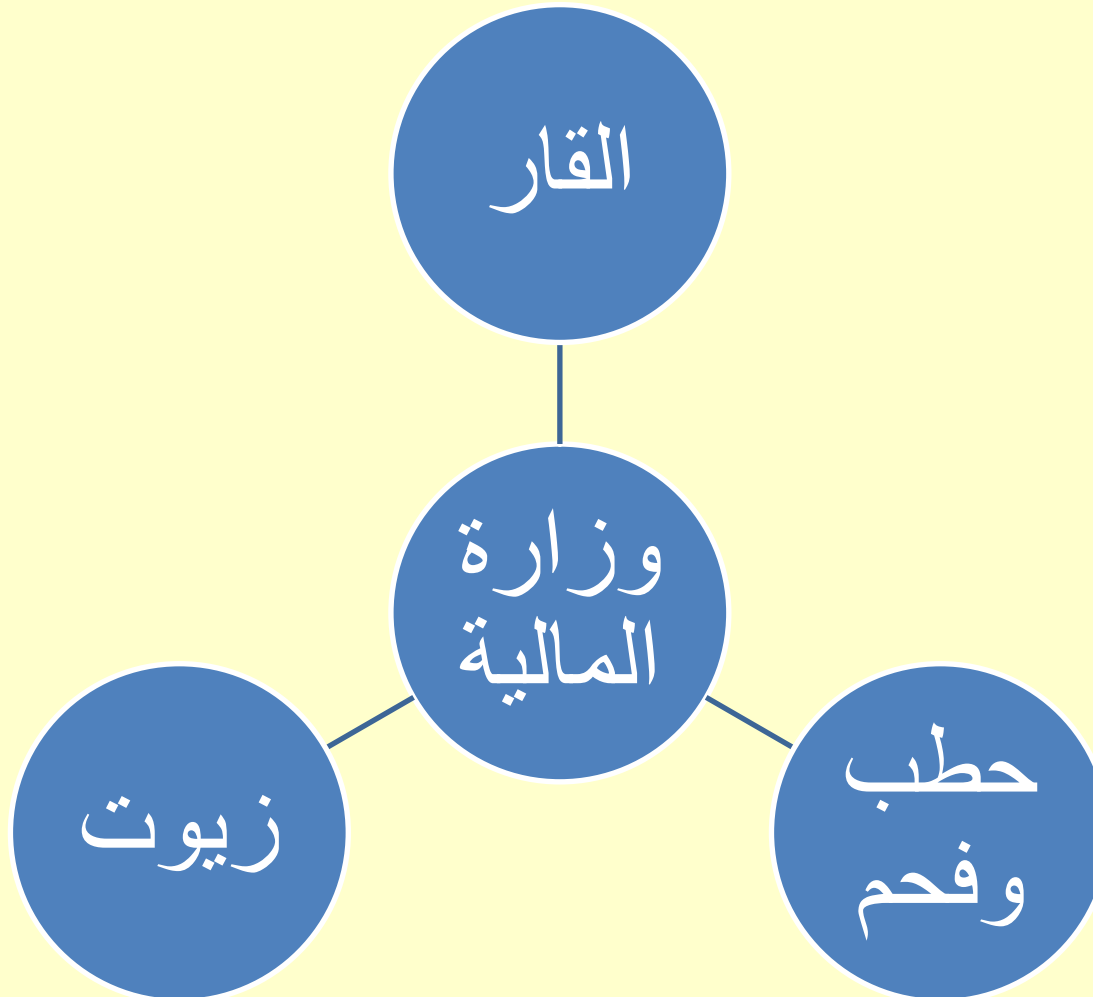 القار
وزارة
المالية
حطب
وفحم
زيوت